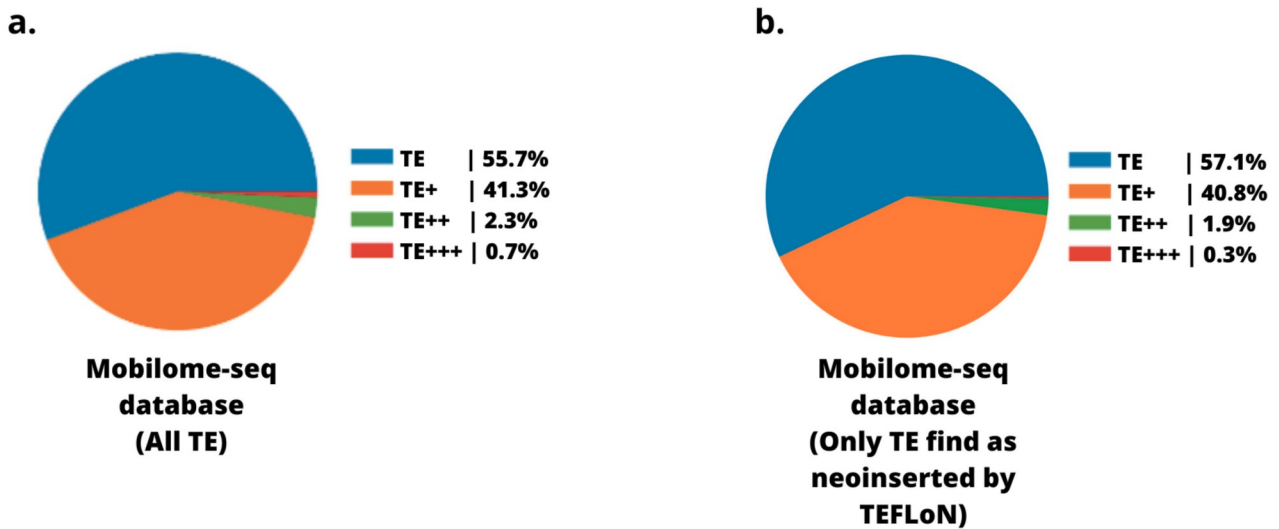 a.
TE | 55.7%
TE+ | 41.3%
TE++ | 2.3%
TE+++ | 0.7%
Mobilome-seq
database
(All TE)
b.
TE | 57.1%
TE+ | 40.8%
TE++ | 1.9%
TE+++ | 0.3%
Mobilome-seq
database
(Only TE find as
neoinserted by
TEFLoN)